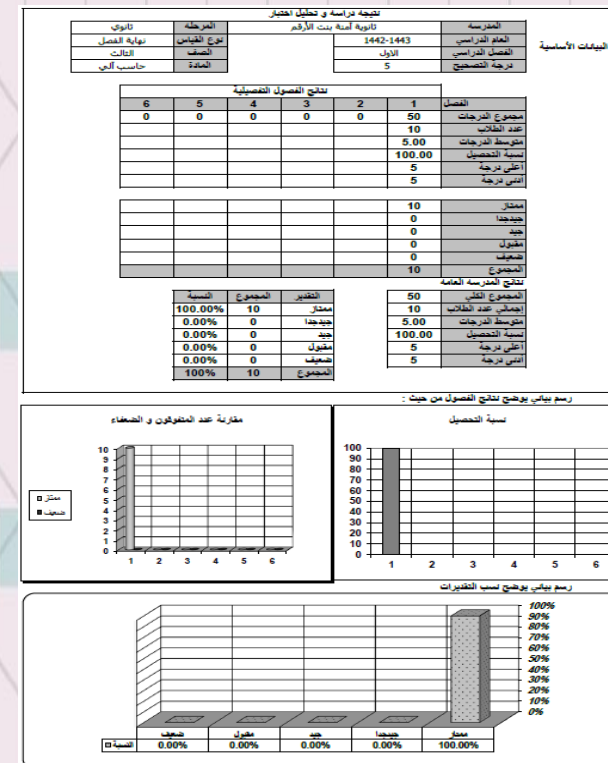 نتيجة دراسة و تحليل اختبار
البيانات الأساسية
المدرسة ثانوية آمنة بنت الأرقم المرحلة ثانوي
العام الدراسي 1442-1443 نوع القياس نهاية الفصل
الفصل الدراسي الاول الصف الثالث
درجة التصحيح 5 المادة حاسب آلي
نتائج الفصول التفصيلية
الفصل 1 2 3 4 5 6
مجموع الدرجات 50 0 0 0 0 0
عدد الطلاب 10
متوسط الدرجات 5.00
نسبة التحصيل 100.00
أعلى درجة 5
أدنى درجة 5
ممتاز 10
جيدجدا 0
جيد 0
مقبول 0
ضعيف 0
المجموع 10
نتائج المدرسة العامة
المجموع الكلي 50
إجمالي عدد الطلاب 10
متوسط الدرجات 5.00
نسبة التحصيل 100.00
أعلى درجة 5
أدنى درجة 5
التقدير المجموع النسبة
ممتاز 10 100.00%
جيدجدا 0 0.00%
جيد 0 0.00%
مقبول 0 0.00%
ضعيف 0 0.00%
المجموع 10 100%
رسم بياني يوضح نتائج الفصول من حيث :
نسبة التحصيل
100
90
80
70
60
50
40
30
20
10
0
1 2 3 4 5 6
مقارنة عدد المتفوقون و الضعفاء
10
9
8
7
6
5
4
3
2
1
0
1 2 3 4 5 6
ممتاز
ضعيف
رسم بياني يوضح نسب التقديرات
100%
90%
80%
70%
60%
50%
40%
30%
20%
10%
0%
ممتاز جيدجدا جيد مقبول ضعيف
100.00% 0.00% 0.00% 0.00% 0.00% النسبة